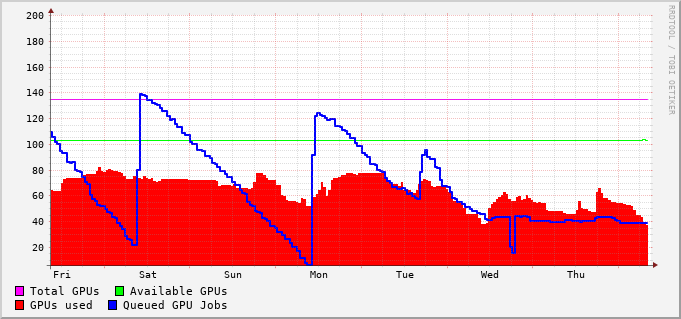 200
180
160
140
120
100
80
60
40
20
Fri Sat Sun Mon Tue Wed Thu
Total GPUs Available GPUs
GPUs used Queued GPU Jobs
RRDTOOL / TOBI OETIKER